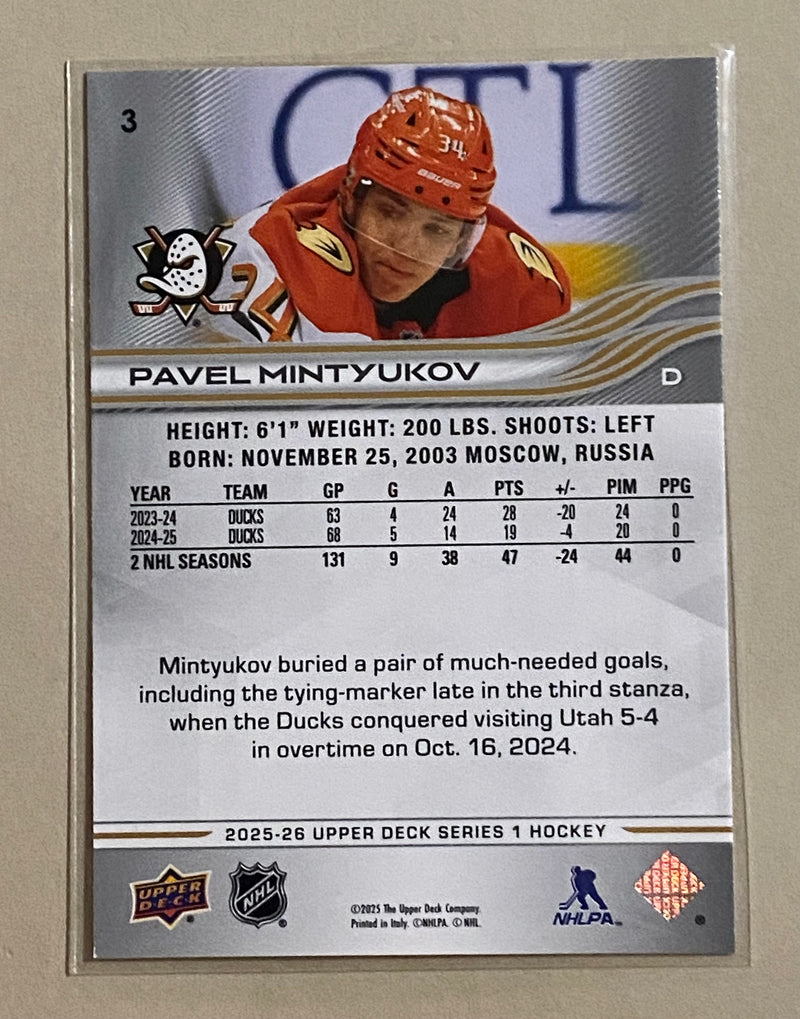 3
CTL
34
BAUER
34
PAVEL MINTYUKOV
D
HEIGHT: 6'1" WEIGHT: 200 LBS. SHOOTS: LEFT
BORN: NOVEMBER 25, 2003 MOSCOW, RUSSIA
YEAR TEAM GP G A PTS +/- PIM PPG
2023-24 DUCKS 63 4 24 28 -20 24 0
2024-25 DUCKS 68 5 14 19 -4 20 0
2 NHL SEASONS 131 9 38 47 -24 44 0
Mintyukov buried a pair of much-needed goals,
including the tying-marker late in the third stanza,
when the Ducks conquered visiting Utah 5-4
in overtime on Oct. 16, 2024.
2025-26 UPPER DECK SERIES 1 HOCKEY
UPPER
D·E·C·K
NHL
©2025 The Upper Deck Company.
Printed in Italy. ©NHLPA. © NHL.
NHLPA